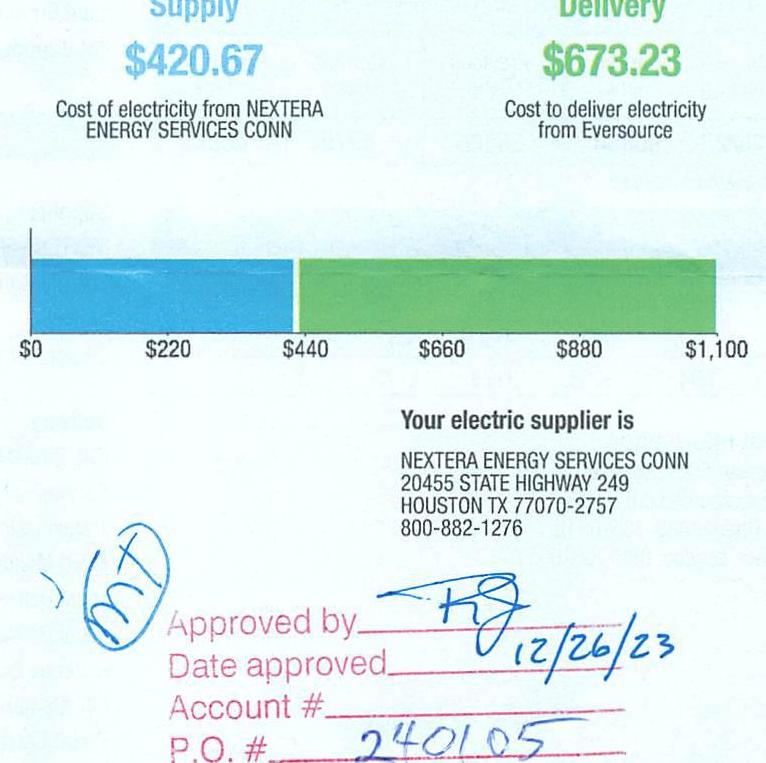 Supply
Delivery
$420.67
$673.23
Cost of electricity from NEXTERA
ENERGY SERVICES CONN
Cost to deliver electricity
from Eversource
$0 $220 $440 $660 $880 $1,100
Your electric supplier is
NEXTERA ENERGY SERVICES CONN
20455 STATE HIGHWAY 249
HOUSTON TX 77070-2757
800-882-1276
Approved by
Date approved 12/26/23
Account #
P.O. # 240105